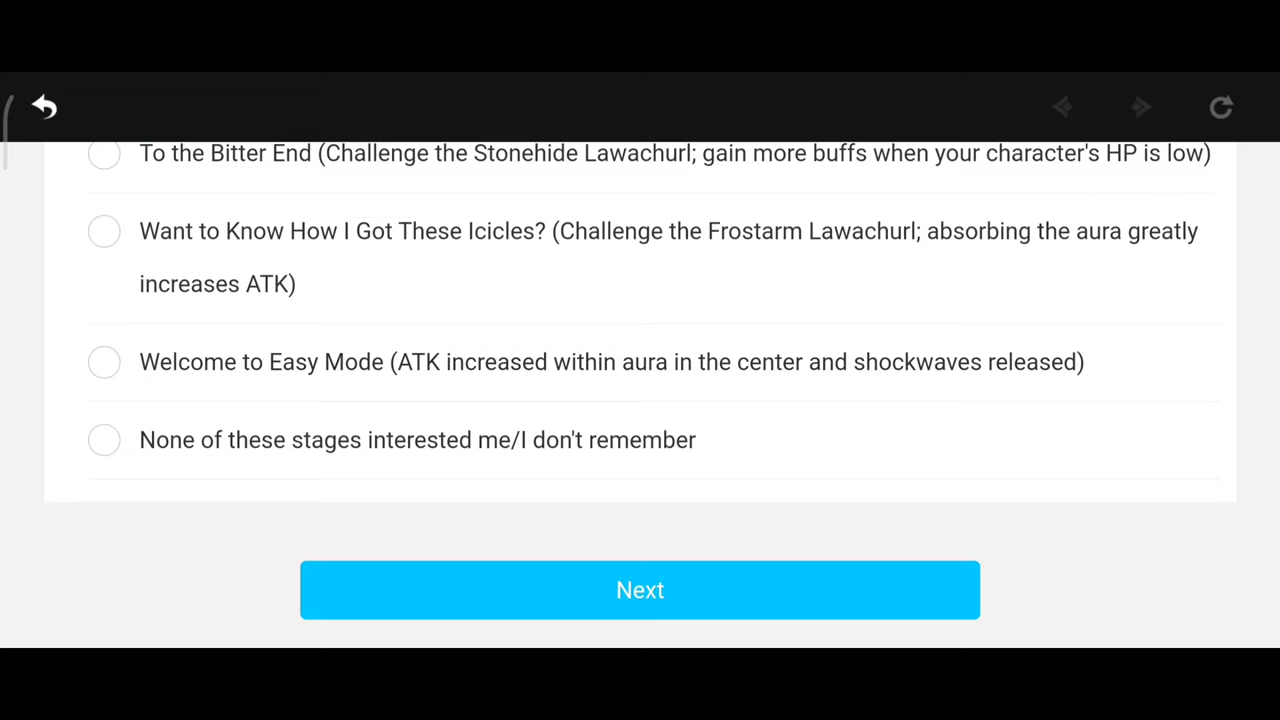 To the Bitter End (Challenge the Stonehide Lawachurl; gain more buffs when your character's HP is low)
Want to Know How I Got These Icicles? (Challenge the Frostarm Lawachurl; absorbing the aura greatly
increases ATK)
Welcome to Easy Mode (ATK increased within aura in the center and shockwaves released)
None of these stages interested me/I don't remember
Next